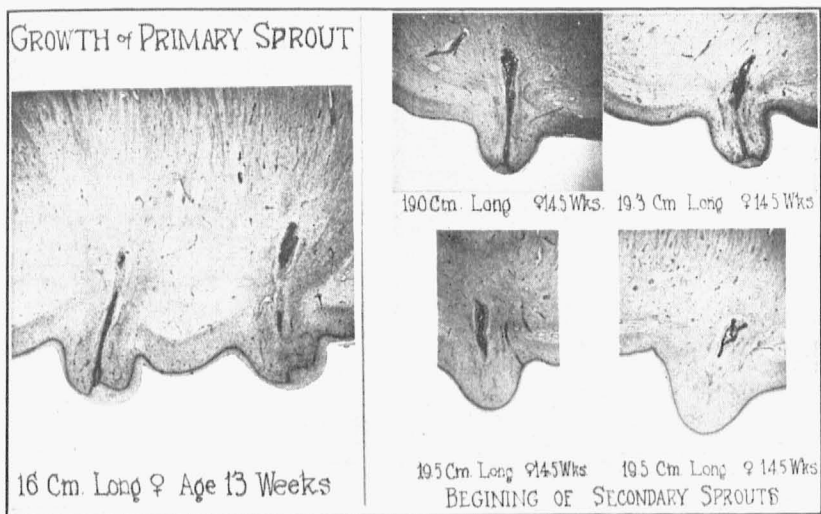 GROWTH of PRIMARY SPROUT
16 Cm. Long ♀ Age 13 Weeks
19.0 Cm. Long ♀14.5 Wks.
19.3 Cm Long ♀14.5 Wks
19.5 Cm. Long ♀14.5 Wks
19.5 Cm. Long ♀ 14.5 Wks
BEGINING OF SECONDARY SPROUTS